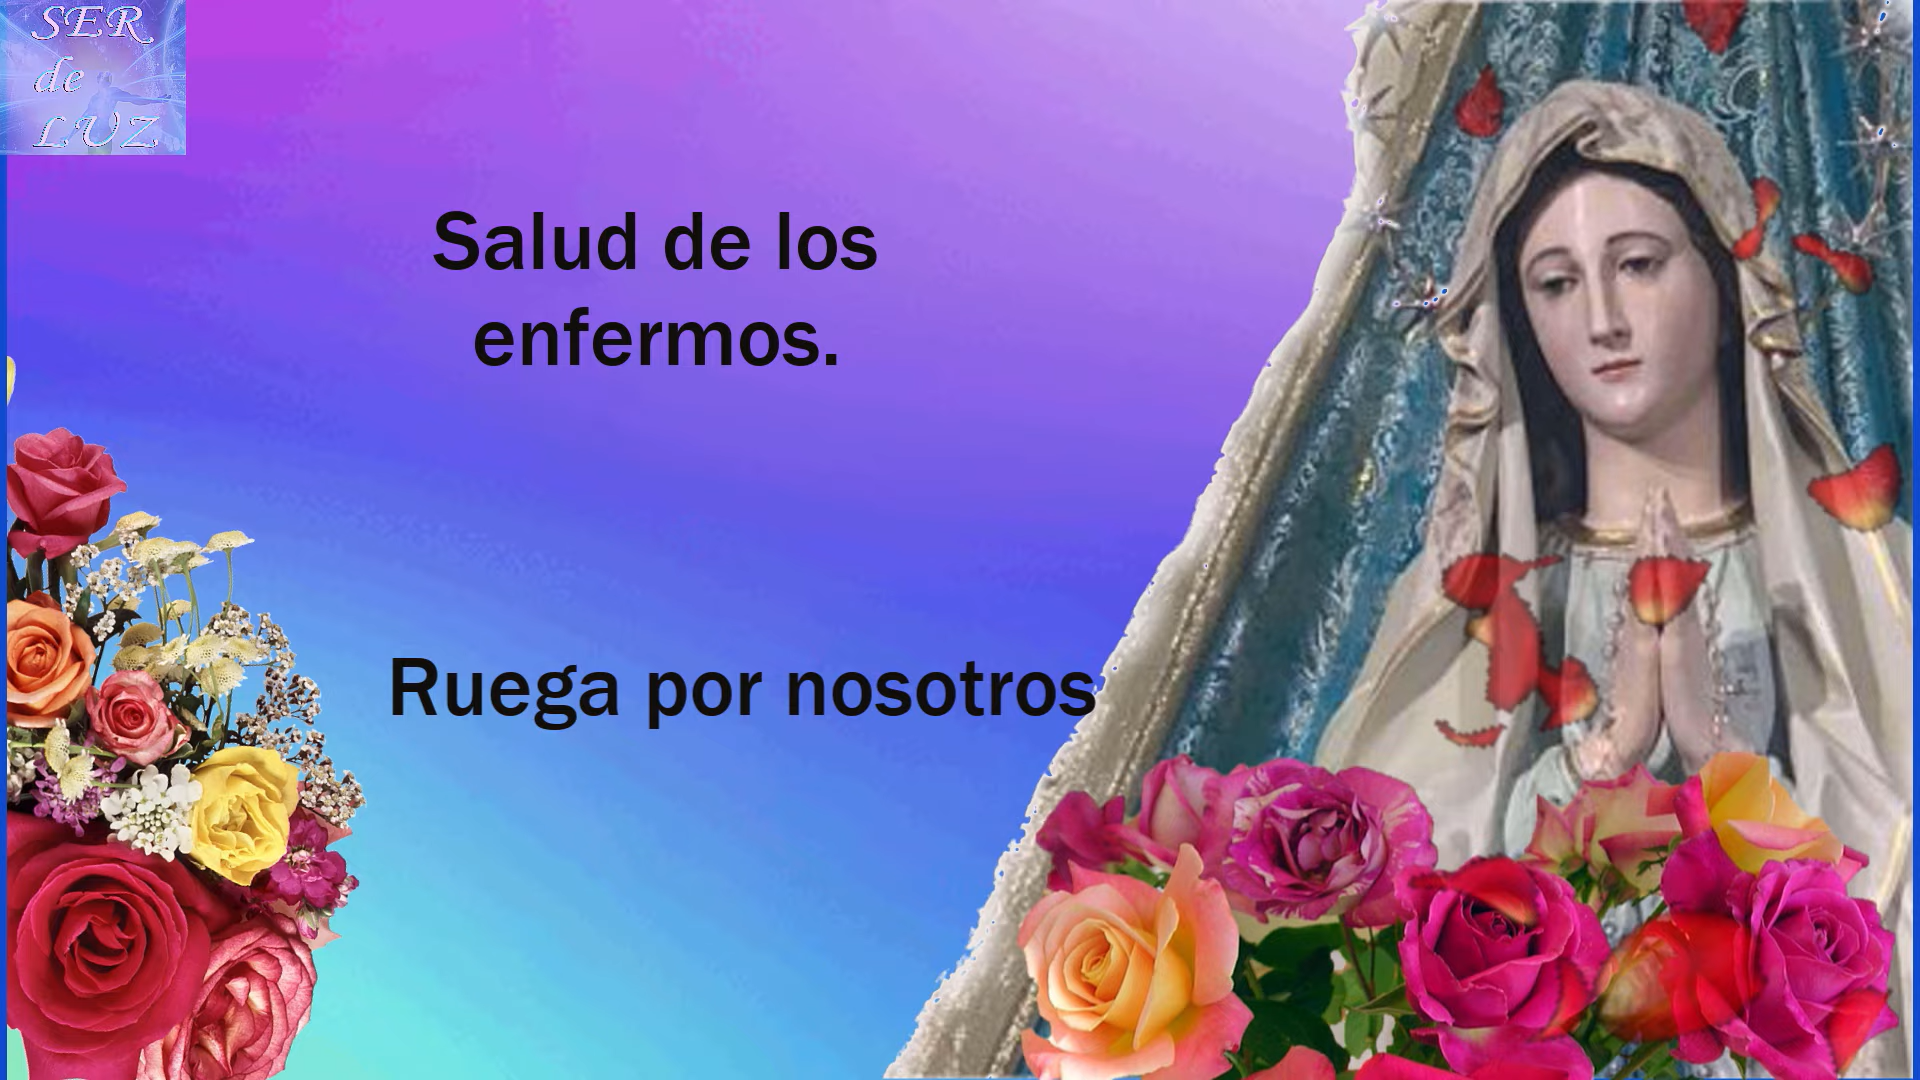 SER
de
LUZ
Salud de los
enfermos.
Ruega por nosotros